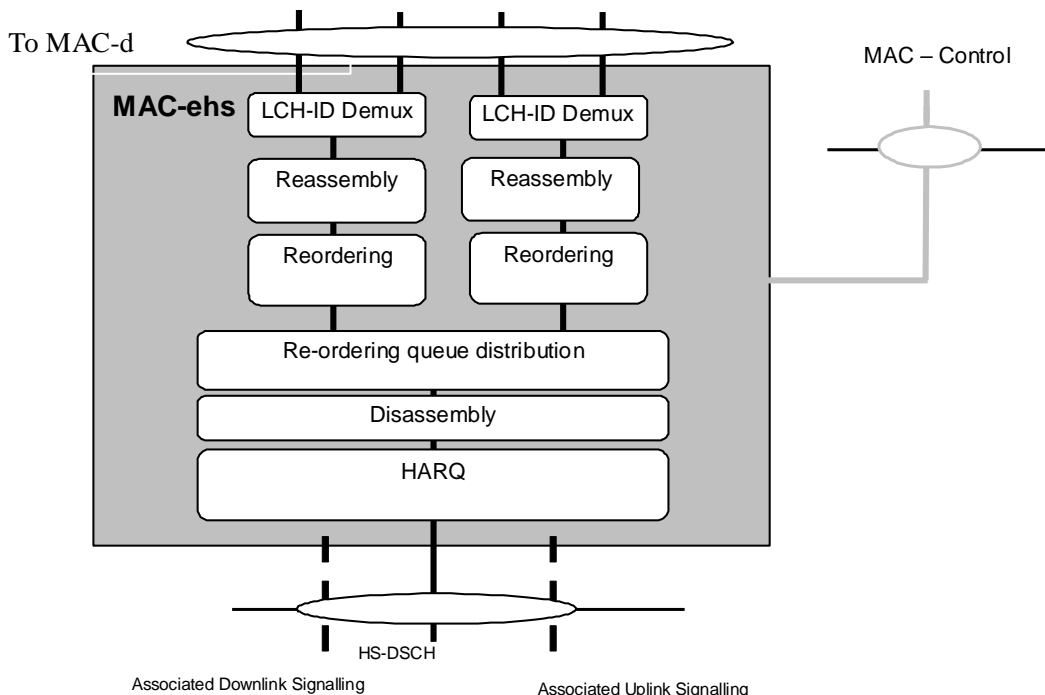 To MAC-d
MAC – Control
MAC-ehs
LCH-ID Demux
LCH-ID Demux
Reassembly
Reassembly
Reordering
Reordering
Re-ordering queue distribution
Disassembly
HARQ
HS-DSCH
Associated Downlink Signalling
Associated Uplink Signalling